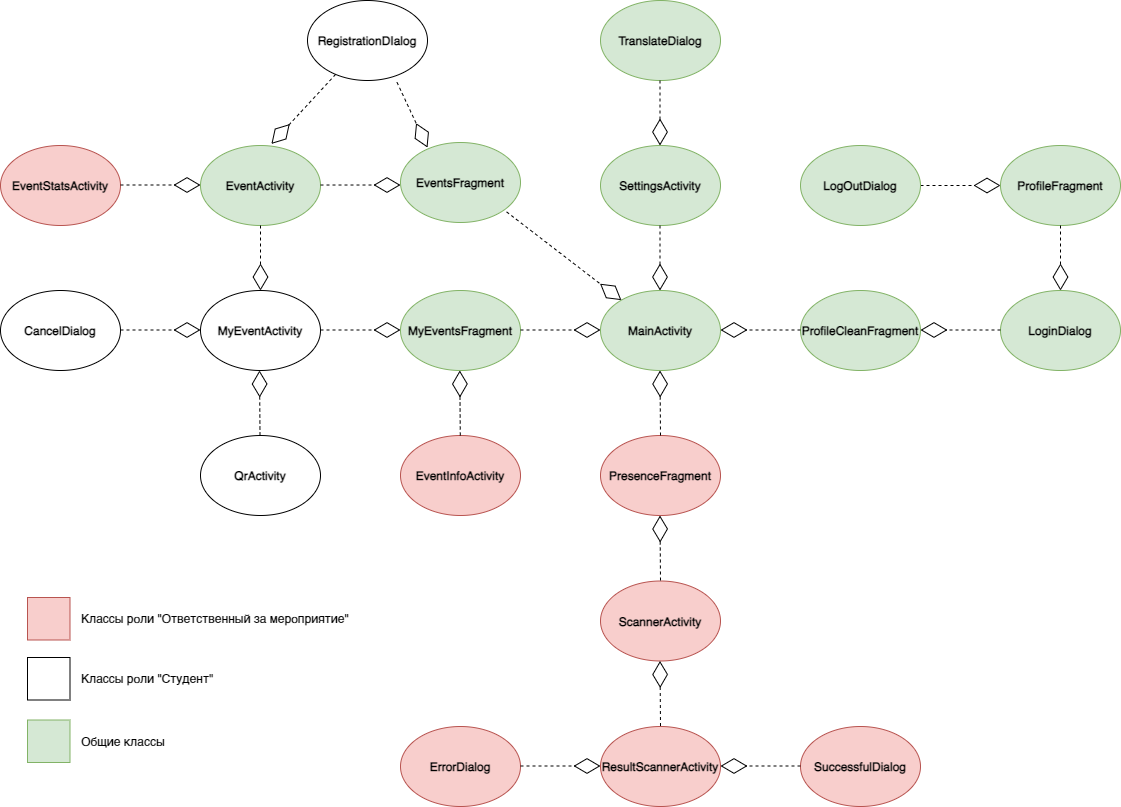 RegistrationDIalog
TranslateDialog
EventStatsActivity
EventActivity
EventsFragment
SettingsActivity
LogOutDialog
ProfileFragment
CancelDialog
MyEventActivity
MyEventsFragment
MainActivity
ProfileCleanFragment
LoginDialog
QrActivity
EventInfoActivity
PresenceFragment
Классы роли "Ответственный за мероприятие"
ScannerActivity
Классы роли "Студент"
Общие классы
ErrorDialog
ResultScannerActivity
SuccessfulDialog